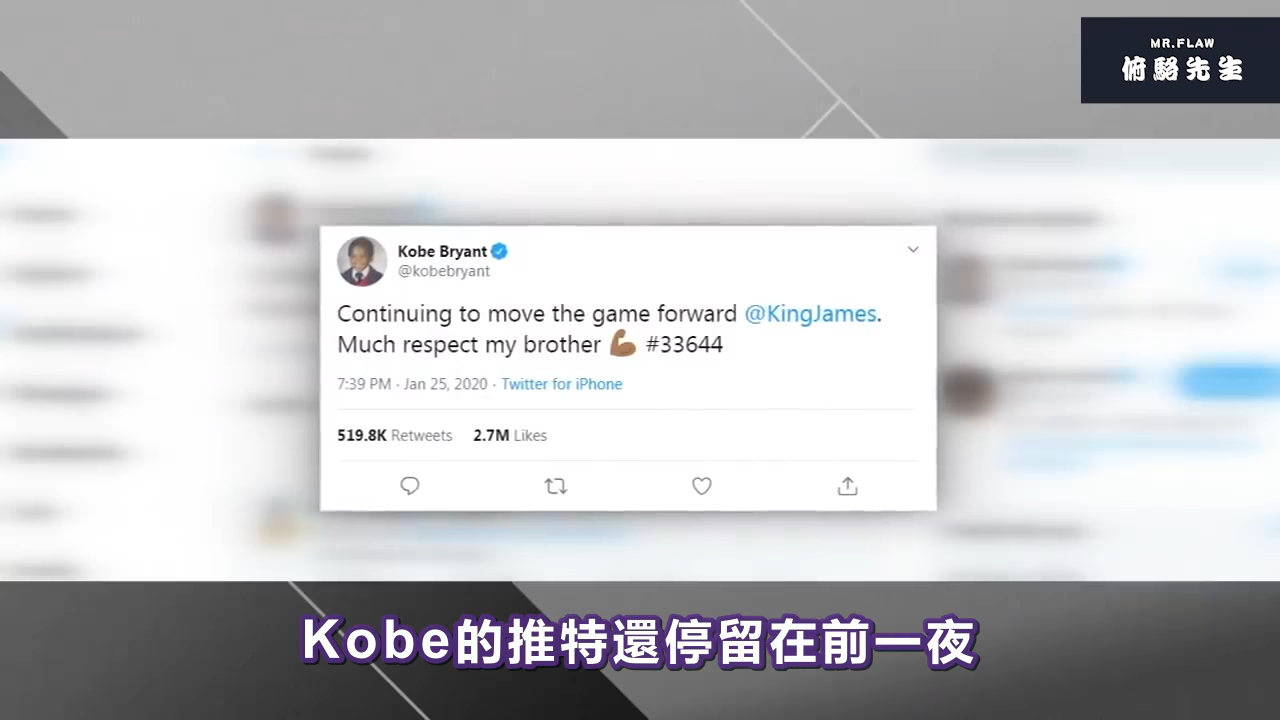 MR.FLAW
俯駱先生
Kobe Bryant
@kobebryant
Continuing to move the game forward @KingJames.
Much respect my brother 💪🏾 #33644
7:39 PM · Jan 25, 2020 · Twitter for iPhone
519.8K Retweets 2.7M Likes
Kobe的推特還停留在前一夜